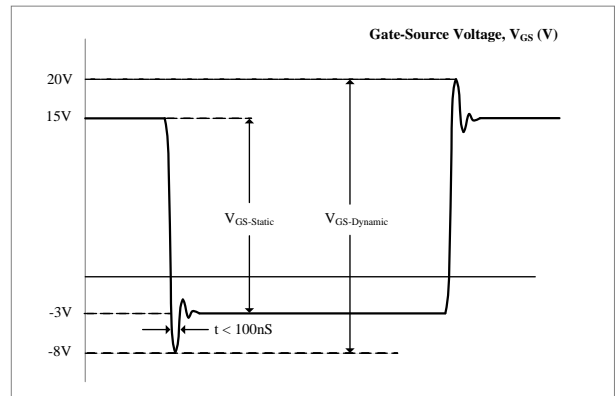 Gate-Source Voltage, VGS (V)
20V
15V
VGS-Static
VGS-Dynamic
-3V
t < 100nS
-8V